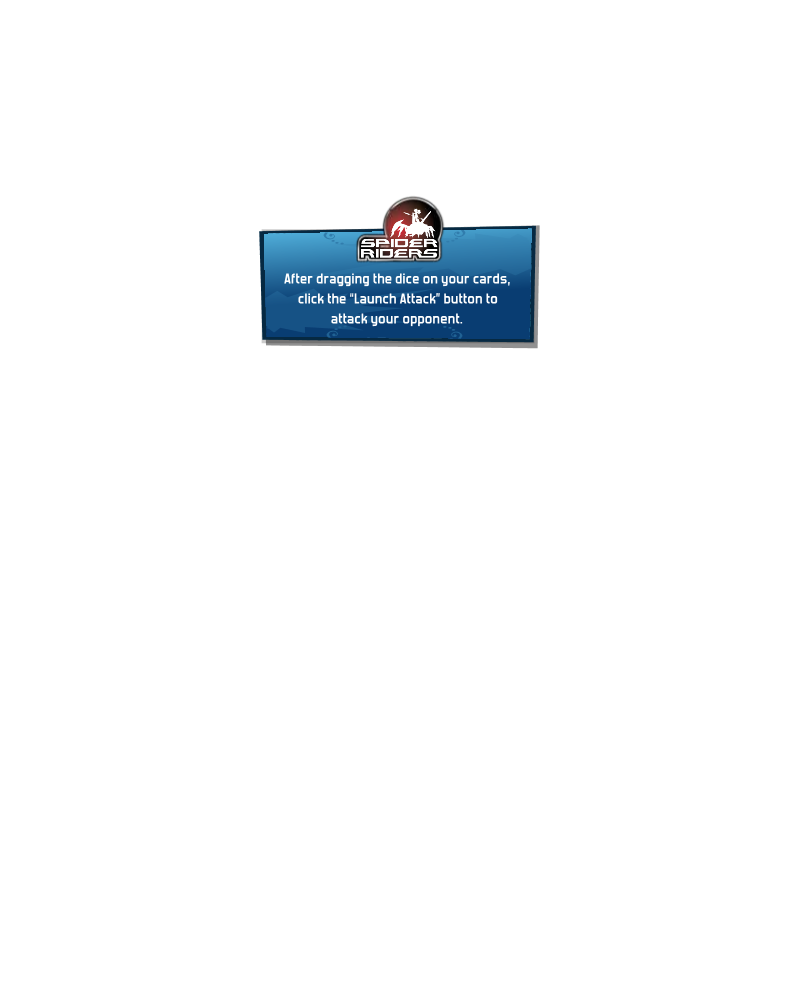 SPIDER
RIDERS
After dragging the dice on your cards,
click the "Launch Attack" button to
attack your opponent.